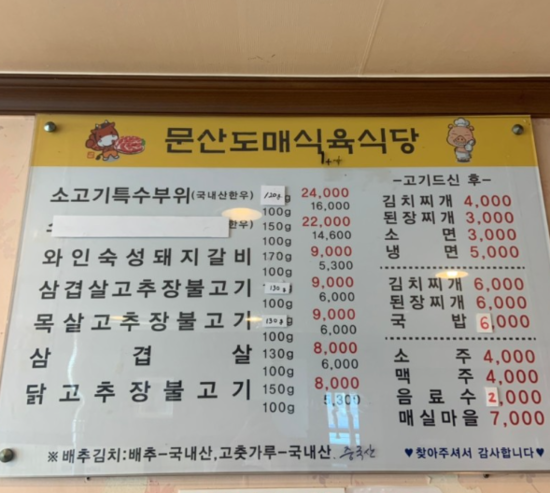 문산도매식육식당
소고기특수부위(국내산한우) 120g 24,000
100g 16,000
한우) 150g 22,000
100g 14,600
와인숙성돼지갈비 170g 9,000
100g 5,300
삼겹살고추장불고기 130g 9,000
100g 6,000
목살고추장불고기 130g 9,000
100g 6,000
삼겹살 130g 8,000
100g 6,000
닭고추장불고기 150g 8,000
100g 5,300
※배추김치:배추-국내산,고춧가루-국내산, 중국산
-고기드신 후-
김치찌개 4,000
된장찌개 3,000
소면 3,000
냉면 5,000
김치찌개 6,000
된장찌개 6,000
국밥 6,000
소주 4,000
맥주 4,000
음료수 2,000
매실마을 7,000
♥찾아주셔서 감사합니다♥